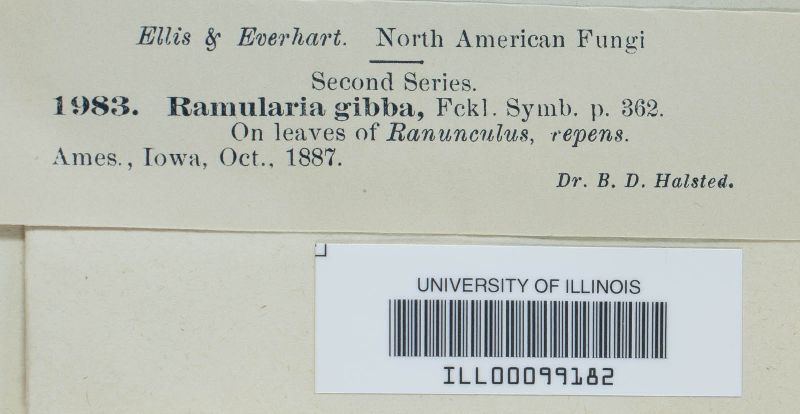 Ellis & Everhart. North American Fungi
Second Series.
1983. Ramularia gibba, Fckl. Symb. p. 362.
On leaves of Ranunculus, repens.
Ames., Iowa, Oct., 1887.
Dr. B. D. Halsted.
UNIVERSITY OF ILLINOIS
ILL00099182